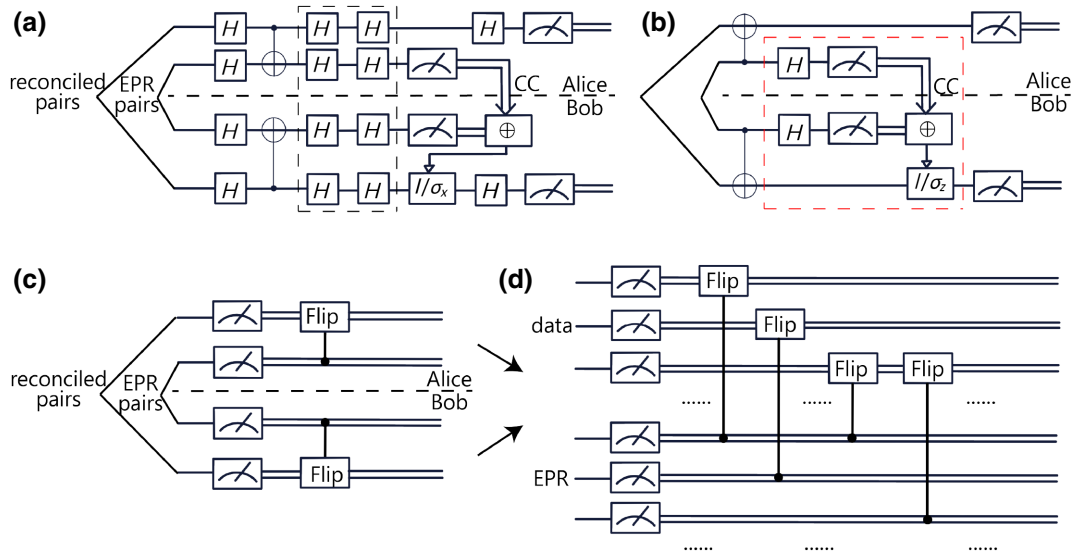 (a)
H H H H
reconciled
pairs
EPR
pairs
H H H
CC
Alice
Bob
H H H
⊕
H H H I/σx H
(b)
H
CC
Alice
Bob
H
⊕
I/σz
(c)
Flip
reconciled
pairs
EPR
pairs
Alice
Bob
Flip
(d)
Flip
data
Flip
Flip Flip
...... ...... ......
EPR
...... ...... ......